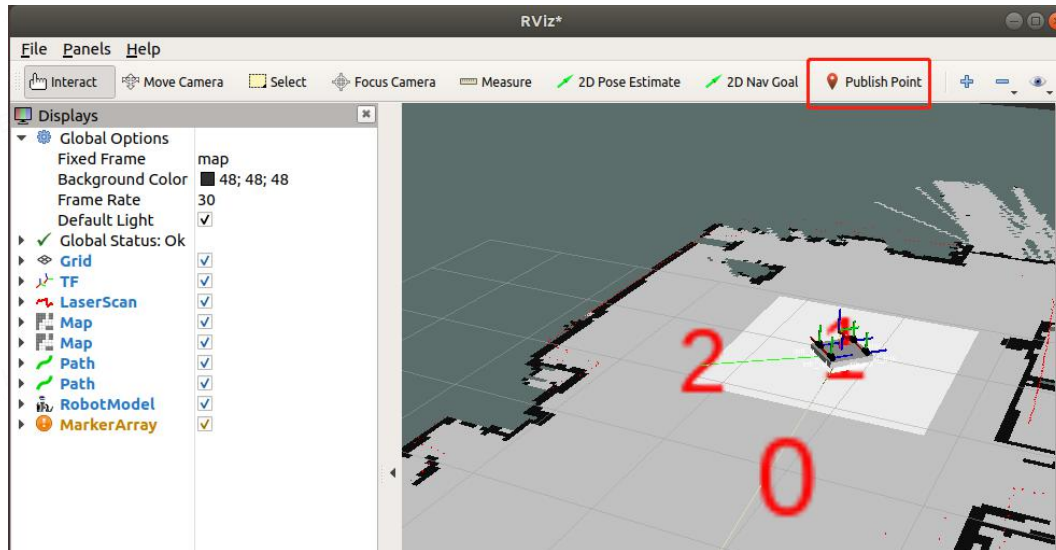 RViz*
File Panels Help
Interact Move Camera Select Focus Camera Measure 2D Pose Estimate 2D Nav Goal Publish Point
Displays
Global Options
Fixed Frame map
Background Color 48; 48; 48
Frame Rate 30
Default Light
Global Status: Ok
Grid
TF
LaserScan
Map
Map
Path
Path
RobotModel
MarkerArray
1
2
0